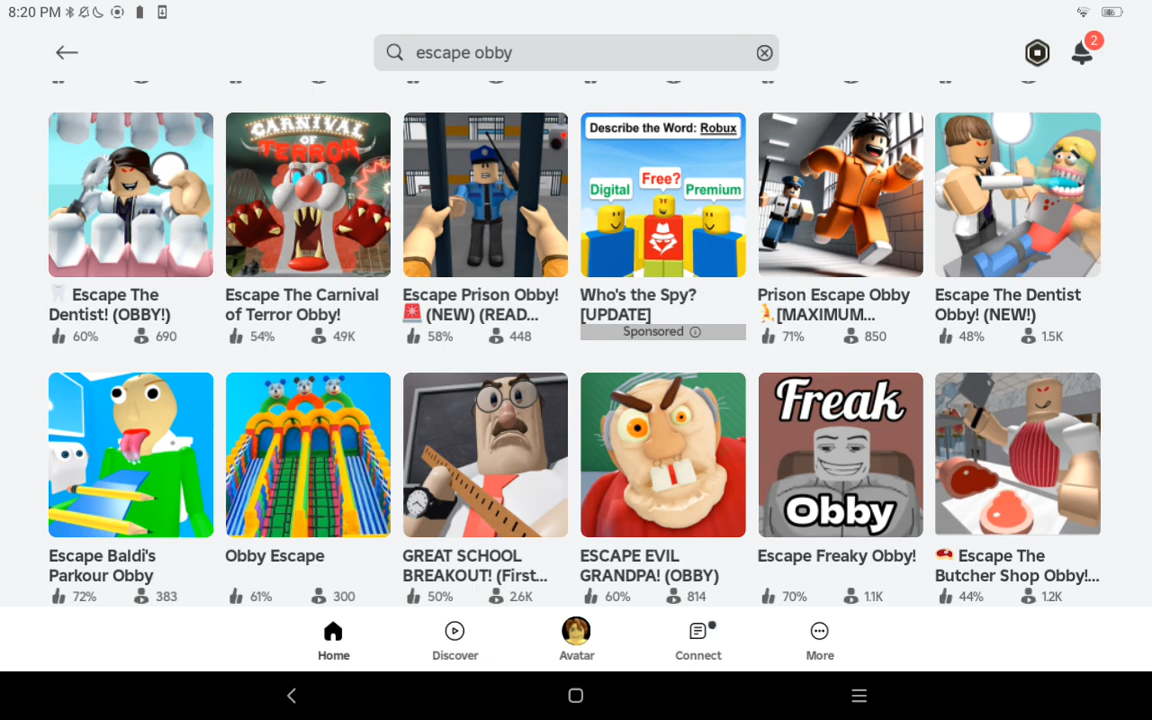 8:20 PM
escape obby
2
CARNIVAL
OF
TERROR
Describe the Word: Robux
Digital
Free?
Premium
🦷 Escape The
Dentist! (OBBY!)
Escape The Carnival
of Terror Obby!
Escape Prison Obby!
🚨 (NEW) (READ...
Who's the Spy?
[UPDATE]
Sponsored
Prison Escape Obby
🏃[MAXIMUM...
Escape The Dentist
Obby! (NEW!)
60% 690
54% 4.9K
58% 448
71% 850
48% 1.5K
Freak
Obby
Escape Baldi's
Parkour Obby
Obby Escape
GREAT SCHOOL
BREAKOUT! (First...
ESCAPE EVIL
GRANDPA! (OBBY)
Escape Freaky Obby!
🥩 Escape The
Butcher Shop Obby!...
72% 383
61% 300
50% 2.6K
60% 814
70% 1.1K
44% 1.2K
Home
Discover
Avatar
Connect
More